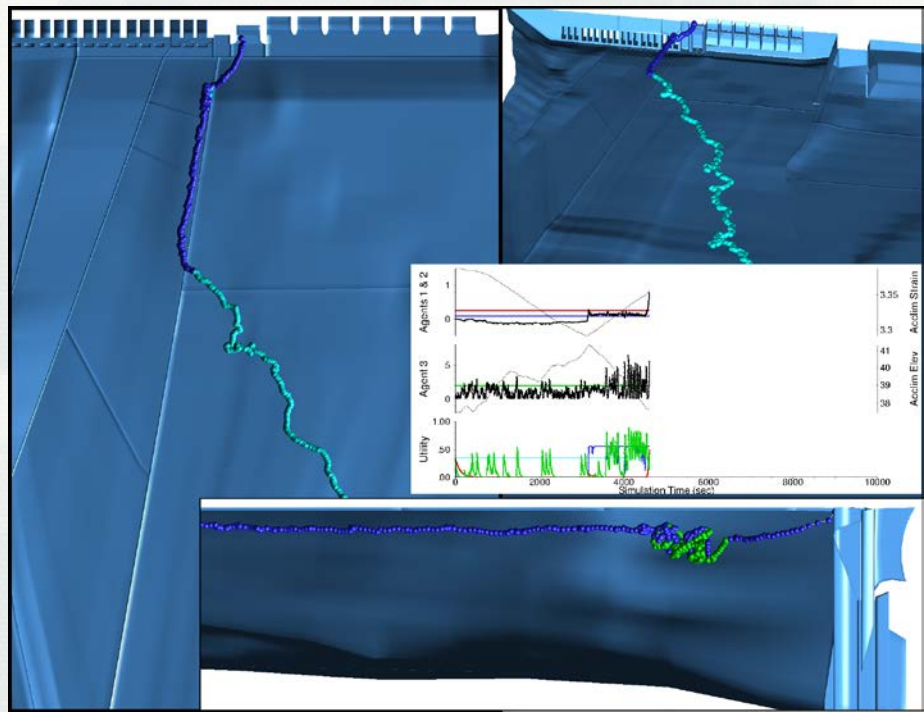 Agents 1 & 2
1
0
3.35
3.3
Acclim Strain
Agent 3
5
0
41
40
39
38
Acclim Elev
Utility
1.00
.50
.00
0 2000 4000 6000 8000 10000
Simulation Time (sec)